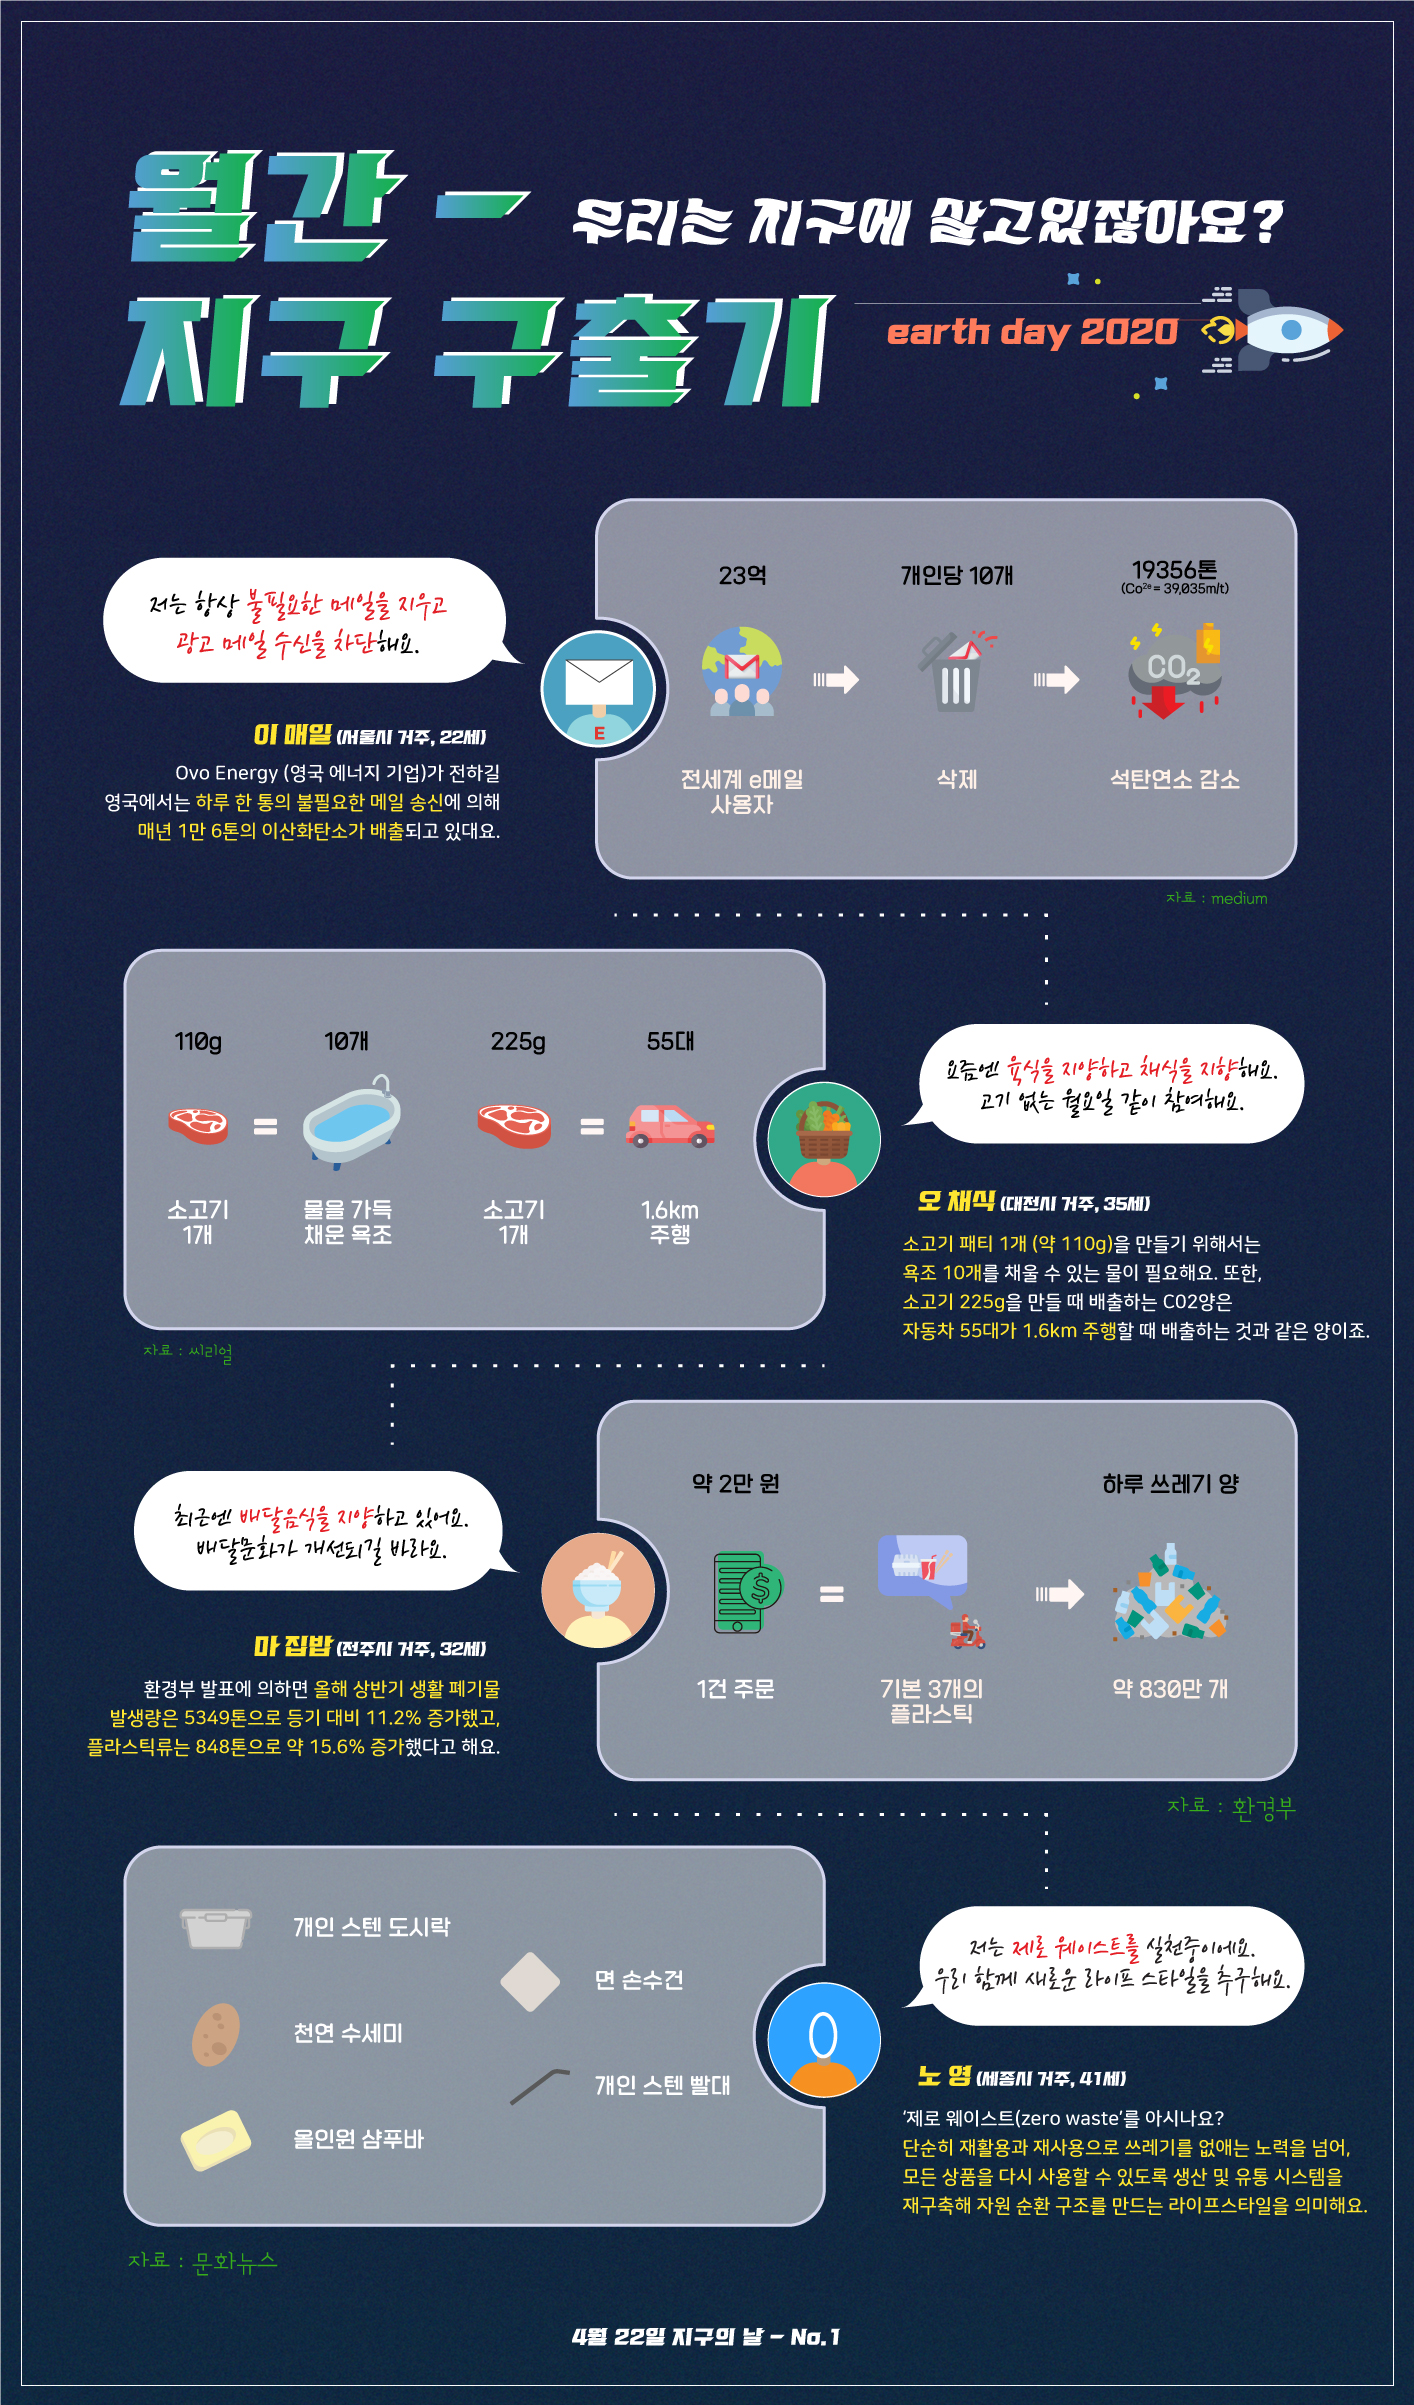 월간 -
우리는 지구에 살고있잖아요?
지구 구출기
earth day 2020
저는 항상 불필요한 메일을 지우고
광고 메일 수신을 차단해요.
E
이 매일 (서울시 거주, 22세)
Ovo Energy (영국 에너지 기업)가 전하길
영국에서는 하루 한 통의 불필요한 메일 송신에 의해
매년 1만 6톤의 이산화탄소가 배출되고 있대요.
23억
개인당 10개
19356톤
(Co²ᵉ = 39,035m/t)
CO₂
전세계 e메일
사용자
삭제
석탄연소 감소
자료 : medium
110g
10개
225g
55대
=
=
소고기
1개
물을 가득
채운 욕조
소고기
1개
1.6km
주행
자료 : 씨리얼
요즘엔 육식을 지양하고 채식을 지향해요.
고기 없는 월요일 같이 참여해요.
오 채식 (대전시 거주, 35세)
소고기 패티 1개 (약 110g)을 만들기 위해서는
욕조 10개를 채울 수 있는 물이 필요해요. 또한,
소고기 225g을 만들 때 배출하는 C02양은
자동차 55대가 1.6km 주행할 때 배출하는 것과 같은 양이죠.
최근엔 배달음식을 지양하고 있어요.
배달문화가 개선되길 바라요.
마 집밥 (전주시 거주, 32세)
환경부 발표에 의하면 올해 상반기 생활 폐기물
발생량은 5349톤으로 등기 대비 11.2% 증가했고,
플라스틱류는 848톤으로 약 15.6% 증가했다고 해요.
약 2만 원
하루 쓰레기 양
$
=
1건 주문
기본 3개의
플라스틱
약 830만 개
자료 : 환경부
개인 스텐 도시락
면 손수건
천연 수세미
개인 스텐 빨대
올인원 샴푸바
자료 : 문화뉴스
저는 제로 웨이스트를 실천중이에요.
우리 함께 새로운 라이프 스타일을 추구해요.
노 영 (세종시 거주, 41세)
‘제로 웨이스트(zero waste‘를 아시나요?
단순히 재활용과 재사용으로 쓰레기를 없애는 노력을 넘어,
모든 상품을 다시 사용할 수 있도록 생산 및 유통 시스템을
재구축해 자원 순환 구조를 만드는 라이프스타일을 의미해요.
4월 22일 지구의 날 - No.1